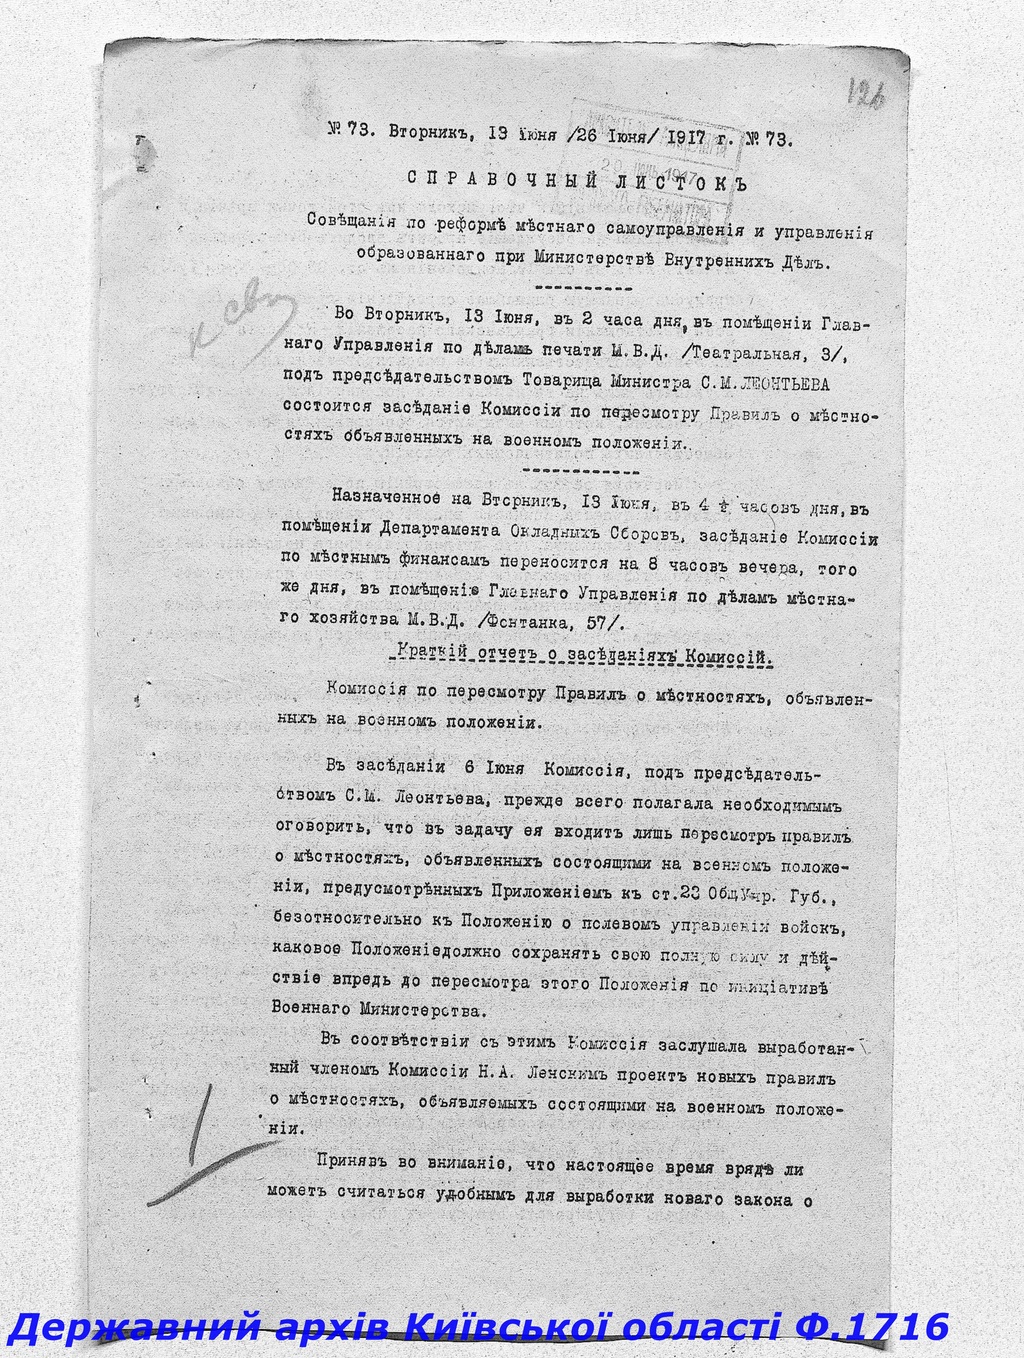 126
№ 73. Вторникъ, 13 Іюня /26 Іюня/ 1917 г. № 73.
СПРАВОЧНЫЙ ЛИСТОКЪ
Совѣщанія по реформѣ мѣстнаго самоуправленія и управленія
образованнаго при Министерствѣ Внутреннихъ Дѣлъ.
Во Вторникъ, 13 Іюня, въ 2 часа дня, въ помѣщеніи Глав-
наго Управленія по дѣламъ печати М.В.Д. /Театральная, 3/,
подъ предсѣдательствомъ Товарища Министра С.М.ЛЕОНТЬЕВА
состоится засѣданіе Комиссіи по пересмотру Правилъ о мѣстно-
стяхъ объявленныхъ на военномъ положеніи.
Назначенное на Вторникъ, 13 Іюня, въ 4 часовъ дня, въ
помѣщеніи Департамента Окладныхъ Сборовъ, засѣданіе Комиссіи
по мѣстнымъ финансамъ переносится на 8 часовъ вечера, того
же дня, въ помѣщеніе Главнаго Управленія по дѣламъ мѣстна-
го хозяйства М.В.Д. /Фонтанка, 57/.
Краткій отчетъ о засѣданіяхъ Комиссій.
Комиссія по пересмотру Правилъ о мѣстностяхъ, объявлен-
ныхъ на военномъ положеніи.
Въ засѣданіи 6 Іюня Комиссія, подъ предсѣдатель-
ствомъ С.М. Леонтьева, прежде всего полагала необходимымъ
оговорить, что въ задачу ея входитъ лишь пересмотръ правилъ
о мѣстностяхъ, объявленныхъ состоящими на военномъ положе-
ніи, предусмотрѣнныхъ Приложеніемъ къ ст.23 Общ.Учр. Губ.,
безотносительно къ Положенію о полевомъ управленіи войскъ,
каковое Положеніедолжно сохранять свою полную силу и дѣй-
ствіе впредь до пересмотра этого Положенія по иниціативѣ
Военнаго Министерства.
Въ соотвѣтствіи съ этимъ Комиссія заслушала выработан-
ный членомъ Комиссіи Н.А. Ленскимъ проектъ новыхъ правилъ
о мѣстностяхъ, объявляемыхъ состоящими на военномъ положе-
ніи.
Принявъ во вниманіе, что настоящее время врядъ ли
можетъ считаться удобнымъ для выработки новаго закона о
Державний архів Київської області Ф.1716